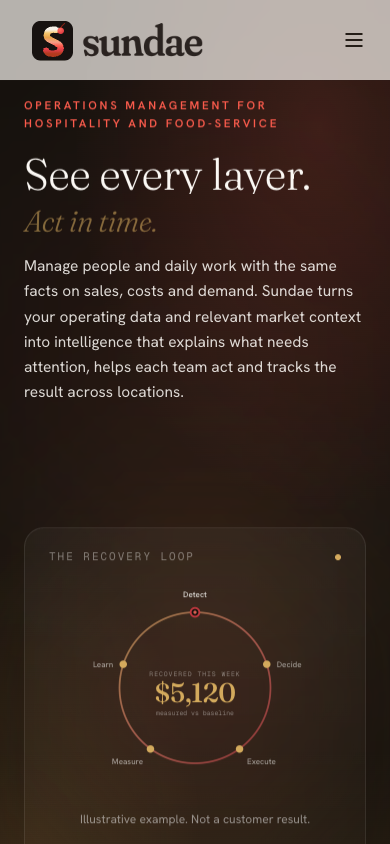 sundae
OPERATIONS MANAGEMENT FOR
HOSPITALITY AND FOOD-SERVICE
See every layer.
Act in time.
Manage people and daily work with the same
facts on sales, costs and demand. Sundae turns
your operating data and relevant market context
into intelligence that explains what needs
attention, helps each team act and tracks the
result across locations.
THE RECOVERY LOOP
Detect
Learn
Decide
RECOVERED THIS WEEK
$5,120
measured vs baseline
Measure
Execute
Illustrative example. Not a customer result.